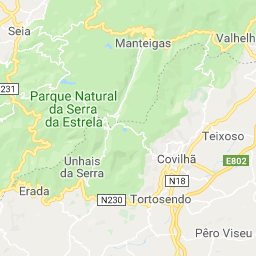 Seia
Manteigas
Valhelh
231
Parque Natural
da Serra
da Estrela
Teixoso
Unhais
da Serra
Covilhã
E802
N18
Erada
N230
Tortosendo
Pêro Viseu